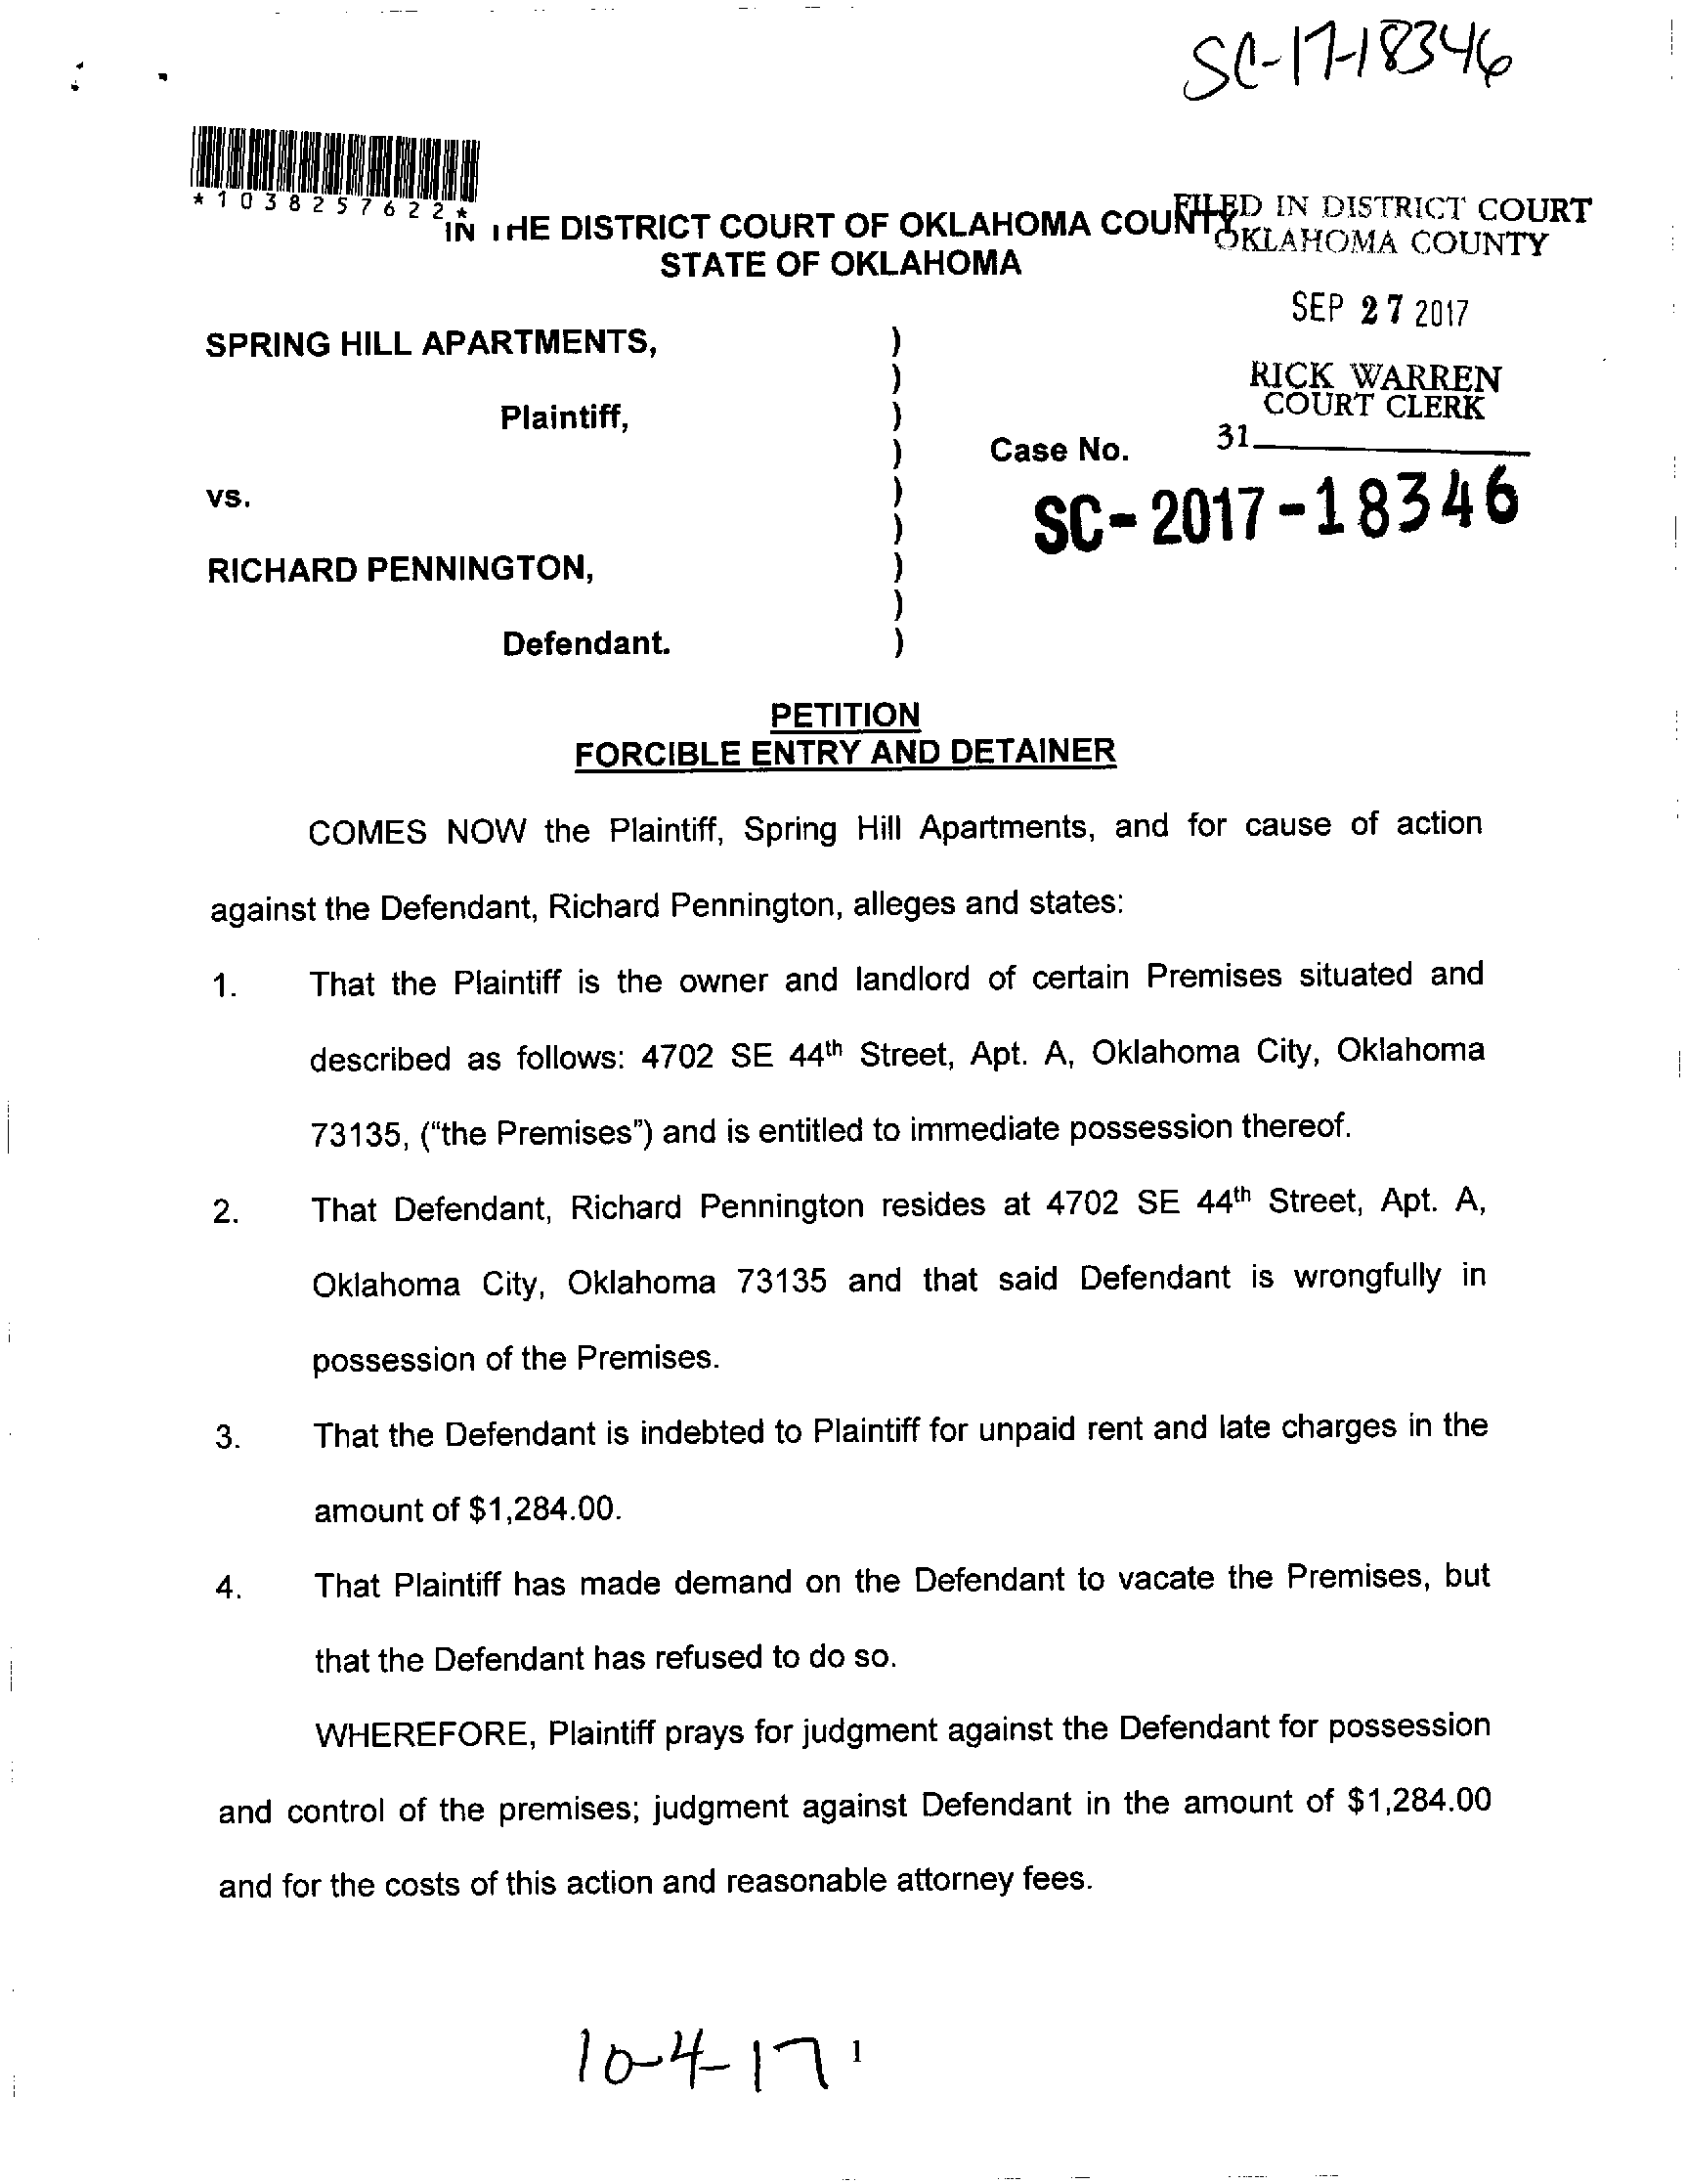 SC-17-18346
*1038257622*
IN THE DISTRICT COURT OF OKLAHOMA COUNTY
STATE OF OKLAHOMA
FILED IN DISTRICT COURT
OKLAHOMA COUNTY
SEP 27 2017
RICK WARREN
COURT CLERK
31
SPRING HILL APARTMENTS, )
)
Plaintiff, )
) Case No.
vs. ) SC-2017-18346
)
RICHARD PENNINGTON, )
)
Defendant. )
PETITION
FORCIBLE ENTRY AND DETAINER
COMES NOW the Plaintiff, Spring Hill Apartments, and for cause of action
against the Defendant, Richard Pennington, alleges and states:
1. That the Plaintiff is the owner and landlord of certain Premises situated and
described as follows: 4702 SE 44th Street, Apt. A, Oklahoma City, Oklahoma
73135, ("the Premises") and is entitled to immediate possession thereof.
2. That Defendant, Richard Pennington resides at 4702 SE 44th Street, Apt. A,
Oklahoma City, Oklahoma 73135 and that said Defendant is wrongfully in
possession of the Premises.
3. That the Defendant is indebted to Plaintiff for unpaid rent and late charges in the
amount of $1,284.00.
4. That Plaintiff has made demand on the Defendant to vacate the Premises, but
that the Defendant has refused to do so.
WHEREFORE, Plaintiff prays for judgment against the Defendant for possession
and control of the premises; judgment against Defendant in the amount of $1,284.00
and for the costs of this action and reasonable attorney fees.
10-4-17
1